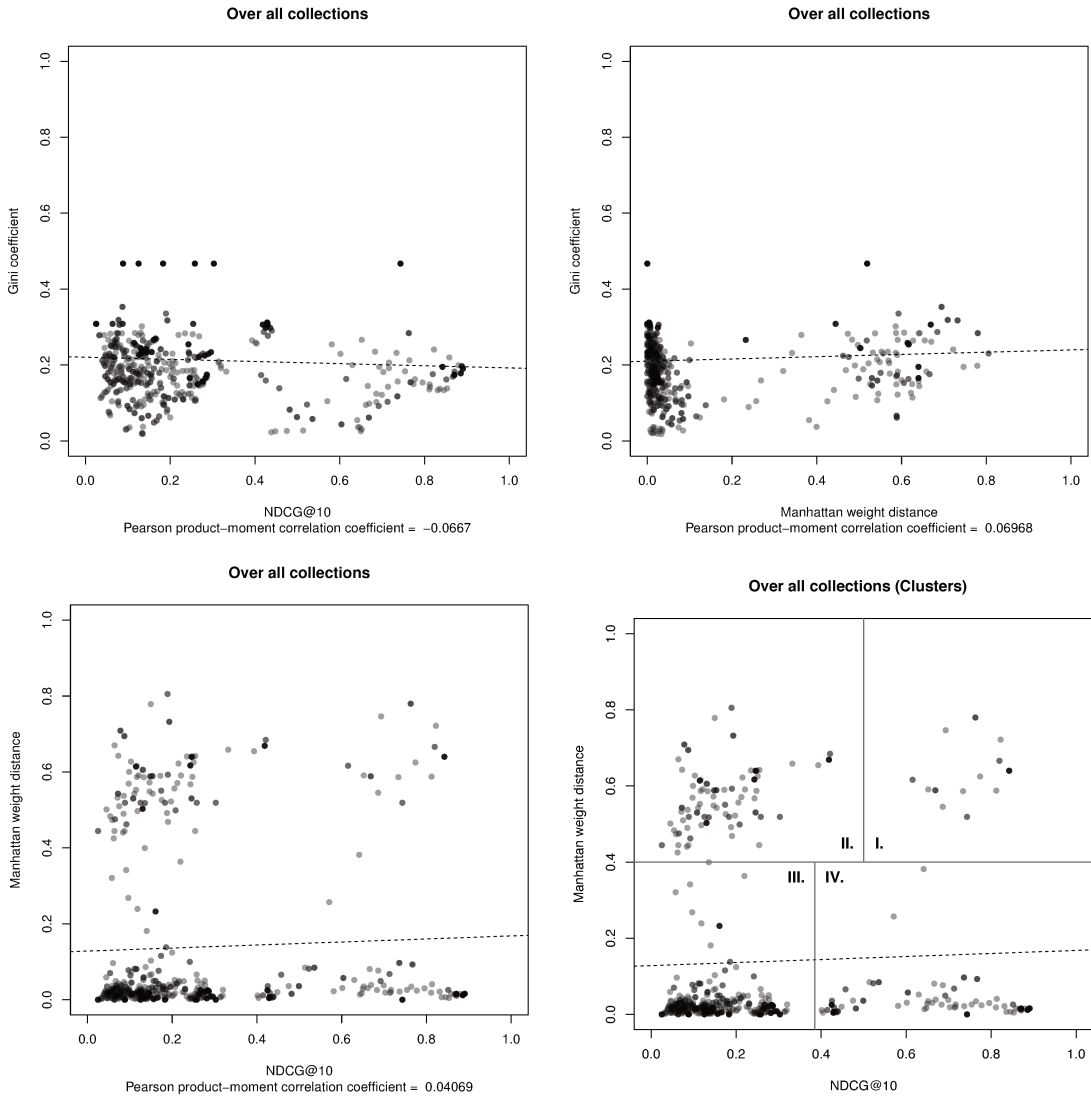 Over all collections
Gini coefficient
0.0 0.2 0.4 0.6 0.8 1.0
0.0 0.2 0.4 0.6 0.8 1.0
NDCG@10
Pearson product−moment correlation coefficient = −0.0667
Over all collections
Gini coefficient
0.0 0.2 0.4 0.6 0.8 1.0
0.0 0.2 0.4 0.6 0.8 1.0
Manhattan weight distance
Pearson product−moment correlation coefficient = 0.06968
Over all collections
Manhattan weight distance
0.0 0.2 0.4 0.6 0.8 1.0
0.0 0.2 0.4 0.6 0.8 1.0
NDCG@10
Pearson product−moment correlation coefficient = 0.04069
Over all collections (Clusters)
Manhattan weight distance
0.0 0.2 0.4 0.6 0.8 1.0
II. I.
III. IV.
0.0 0.2 0.4 0.6 0.8 1.0
NDCG@10